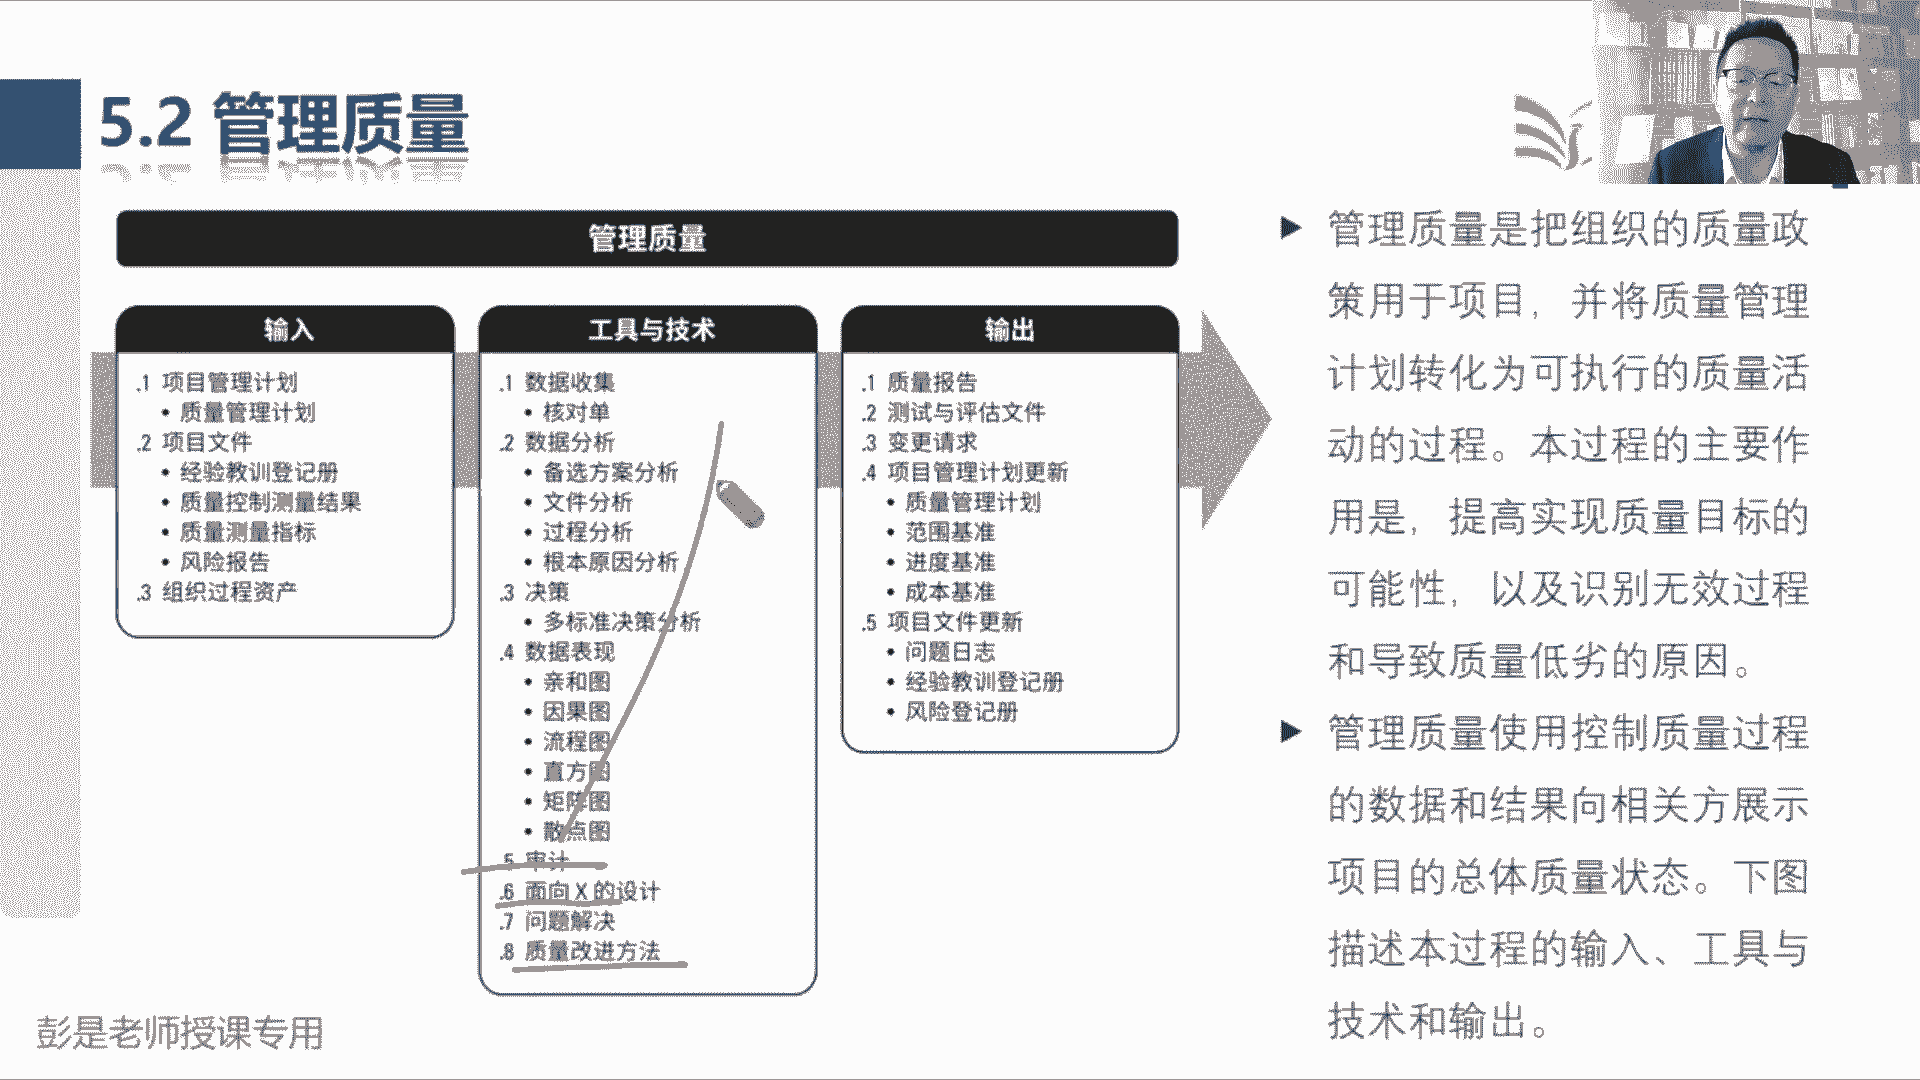 5.2 管理质量
管理质量
输入
.1 项目管理计划
• 质量管理计划
.2 项目文件
• 经验教训登记册
• 质量控制测量结果
• 质量测量指标
• 风险报告
.3 组织过程资产
工具与技术
.1 数据收集
• 核对单
.2 数据分析
• 备选方案分析
• 文件分析
• 过程分析
• 根本原因分析
.3 决策
• 多标准决策分析
.4 数据表现
• 亲和图
• 因果图
• 流程图
• 直方图
• 矩阵图
• 散点图
.5 审计
.6 面向 X 的设计
.7 问题解决
.8 质量改进方法
输出
.1 质量报告
.2 测试与评估文件
.3 变更请求
.4 项目管理计划更新
• 质量管理计划
• 范围基准
• 进度基准
• 成本基准
.5 项目文件更新
• 问题日志
• 经验教训登记册
• 风险登记册
管理质量是把组织的质量政
策用于项目，并将质量管理
计划转化为可执行的质量活
动的过程。本过程的主要作
用是，提高实现质量目标的
可能性，以及识别无效过程
和导致质量低劣的原因。
管理质量使用控制质量过程
的数据和结果向相关方展示
项目的总体质量状态。下图
描述本过程的输入、工具与
技术和输出。
彭是老师授课专用